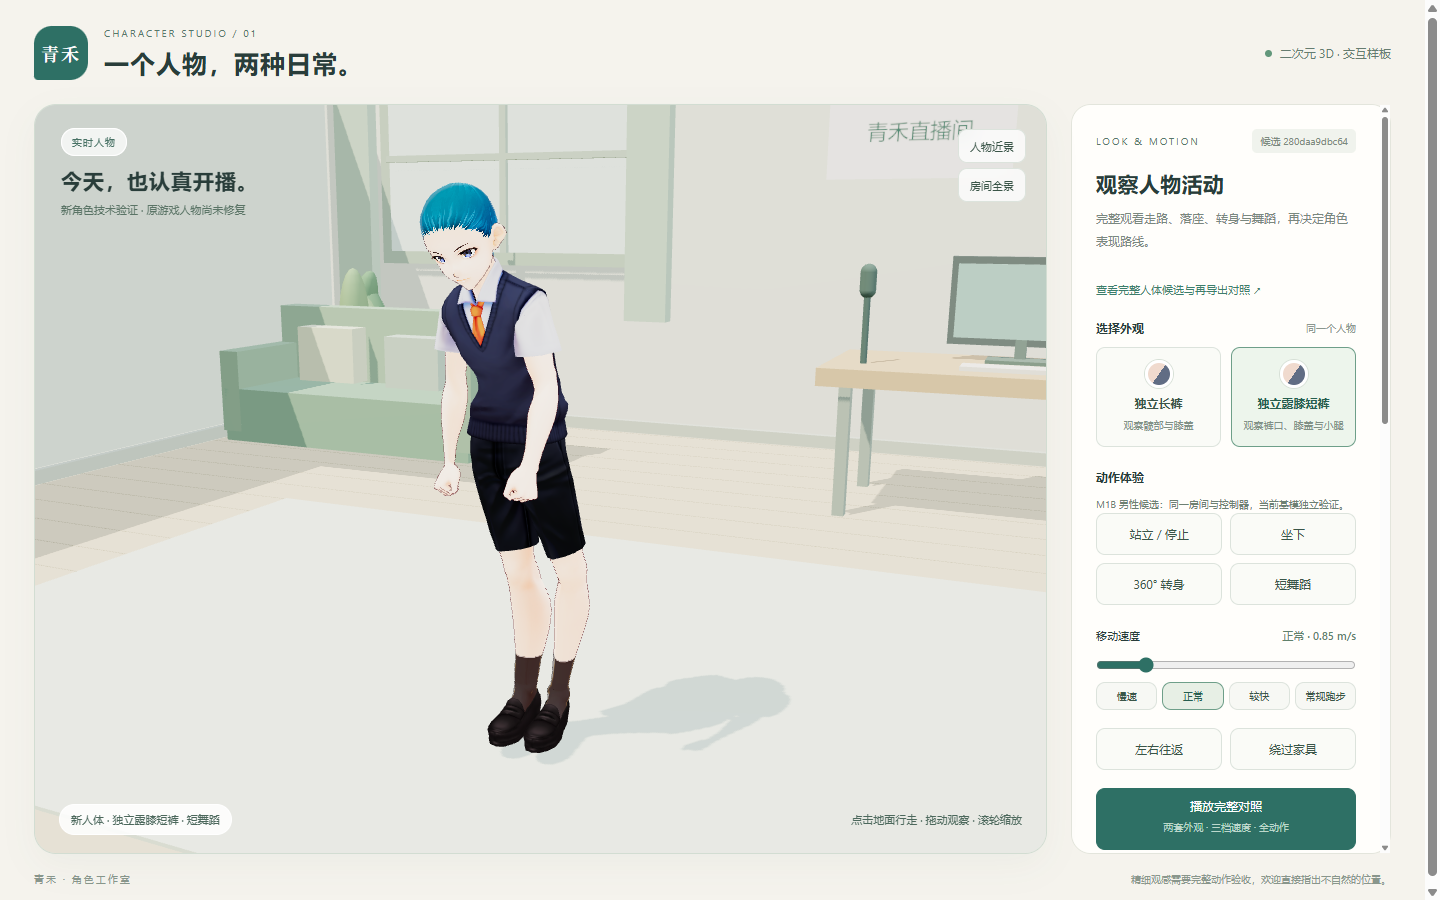 青禾
CHARACTER STUDIO / 01
一个人物，两种日常。
二次元 3D · 交互样板
实时人物
今天，也认真开播。
新角色技术验证 · 原游戏人物尚未修复
青禾直播间
人物近景
房间全景
新人体 · 独立露膝短裤 · 短舞蹈
点击地面行走 · 拖动观察 · 滚轮缩放
LOOK & MOTION
候选 280daa9dbc64
观察人物活动
完整观看走路、落座、转身与舞蹈，再决定角色
表现路线。
查看完整人体候选与再导出对照 ↗
选择外观
同一个人物
独立长裤
观察髋部与膝盖
独立露膝短裤
观察裤口、膝盖与小腿
动作体验
M1B 男性候选：同一房间与控制器，当前基模独立验证。
站立 / 停止
坐下
360° 转身
短舞蹈
移动速度
正常 · 0.85 m/s
慢速
正常
较快
常规跑步
左右往返
绕过家具
播放完整对照
两套外观 · 三档速度 · 全动作
青禾 · 角色工作室
精细观感需要完整动作验收，欢迎直接指出不自然的位置。